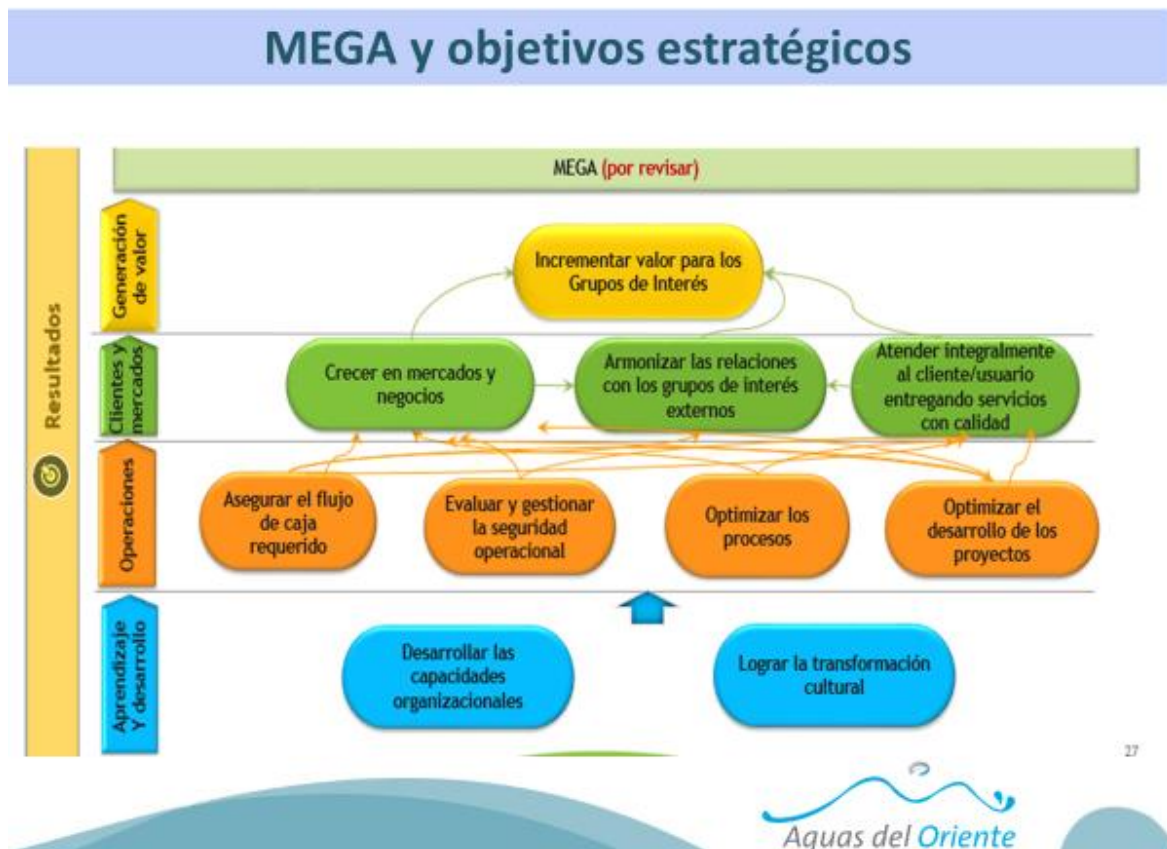 MEGA y objetivos estratégicos
MEGA (por revisar)
Resultados
Generación
de valor
Incrementar valor para los
Grupos de Interés
Clientes y
mercados
Crecer en mercados y
negocios
Armonizar las relaciones
con los grupos de interés
externos
Atender integralmente
al cliente/usuario
entregando servicios
con calidad
Operaciones
Asegurar el flujo
de caja
requerido
Evaluar y gestionar
la seguridad
operacional
Optimizar los
procesos
Optimizar el
desarrollo de los
proyectos
Aprendizaje
Y desarrollo
Desarrollar las
capacidades
organizacionales
Lograr la transformación
cultural
27
Aguas del Oriente